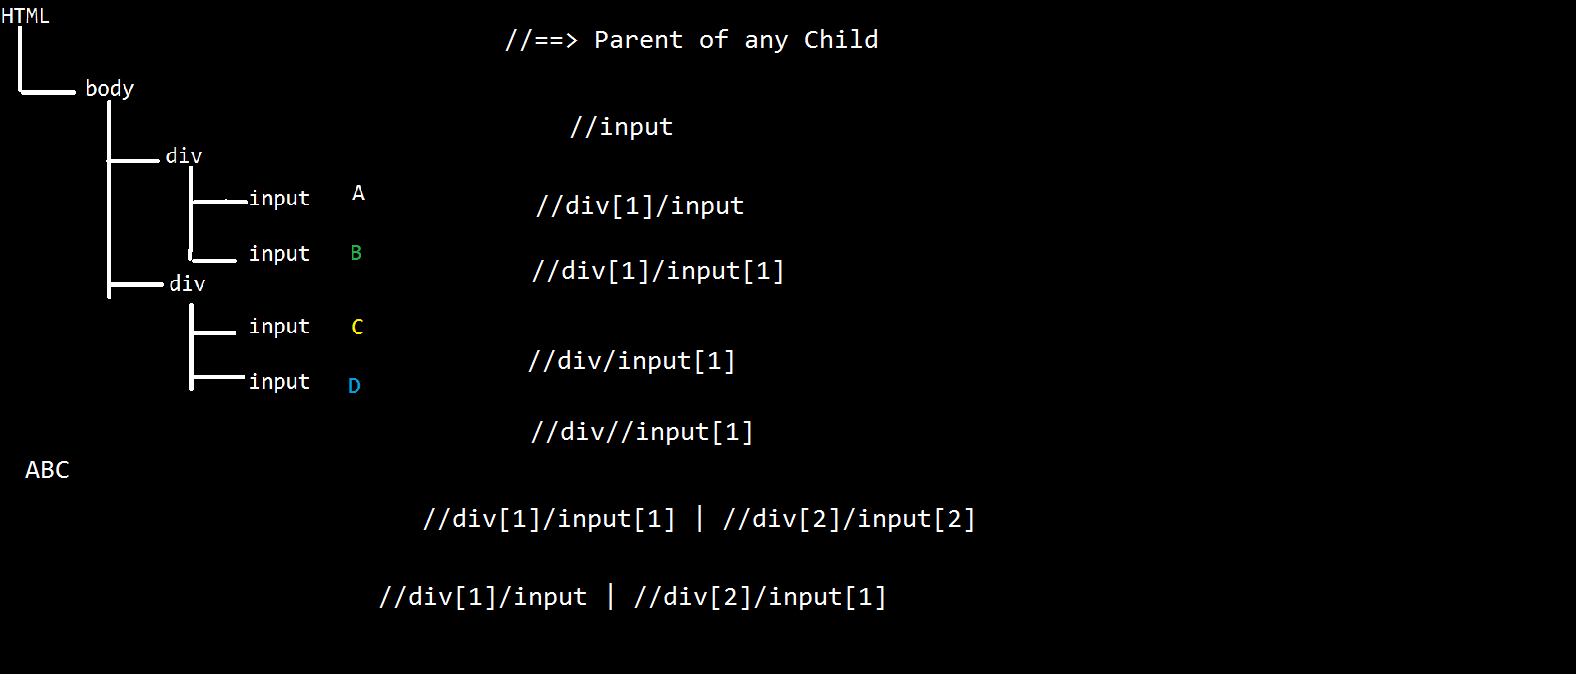 HTML
body
div
input A
input B
div
input C
input D
ABC
//==> Parent of any Child
//input
//div[1]/input
//div[1]/input[1]
//div/input[1]
//div//input[1]
//div[1]/input[1] | //div[2]/input[2]
//div[1]/input | //div[2]/input[1]